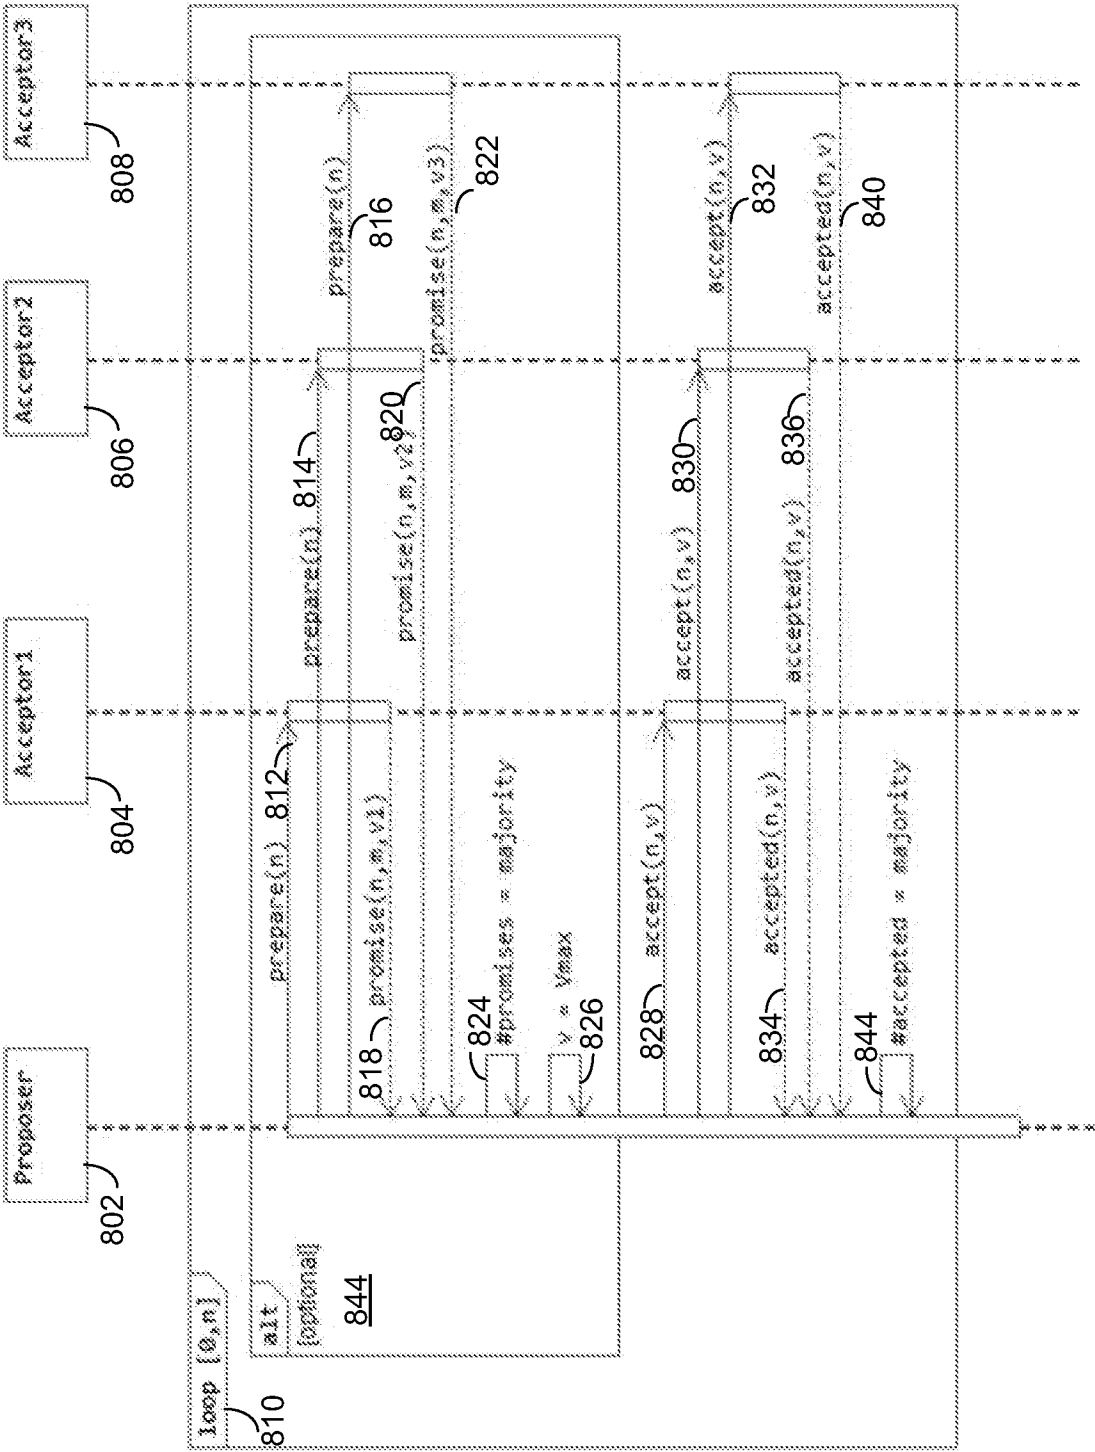 Proposer
802
Acceptor1
804
Acceptor2
806
Acceptor3
808
loop [0,n]
810
alt
[optional]
844
prepare(n)
812
prepare(n)
814
prepare(n)
816
promise(n,m,v1)
818
promise(n,m,v2)
820
promise(n,m,v3)
822
824
#promises = majority
v = Vmax
826
828
accept(n,v)
accept(n,v)
830
accept(n,v)
832
834
accepted(n,v)
accepted(n,v)
836
accepted(n,v)
840
844
#accepted = majority